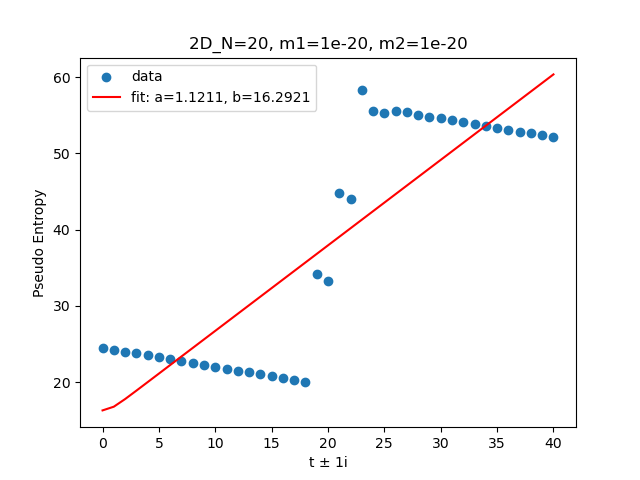 2D_N=20, m1=1e-20, m2=1e-20
data
fit: a=1.1211, b=16.2921
Pseudo Entropy
60
50
40
30
20
0 5 10 15 20 25 30 35 40
t ± 1i